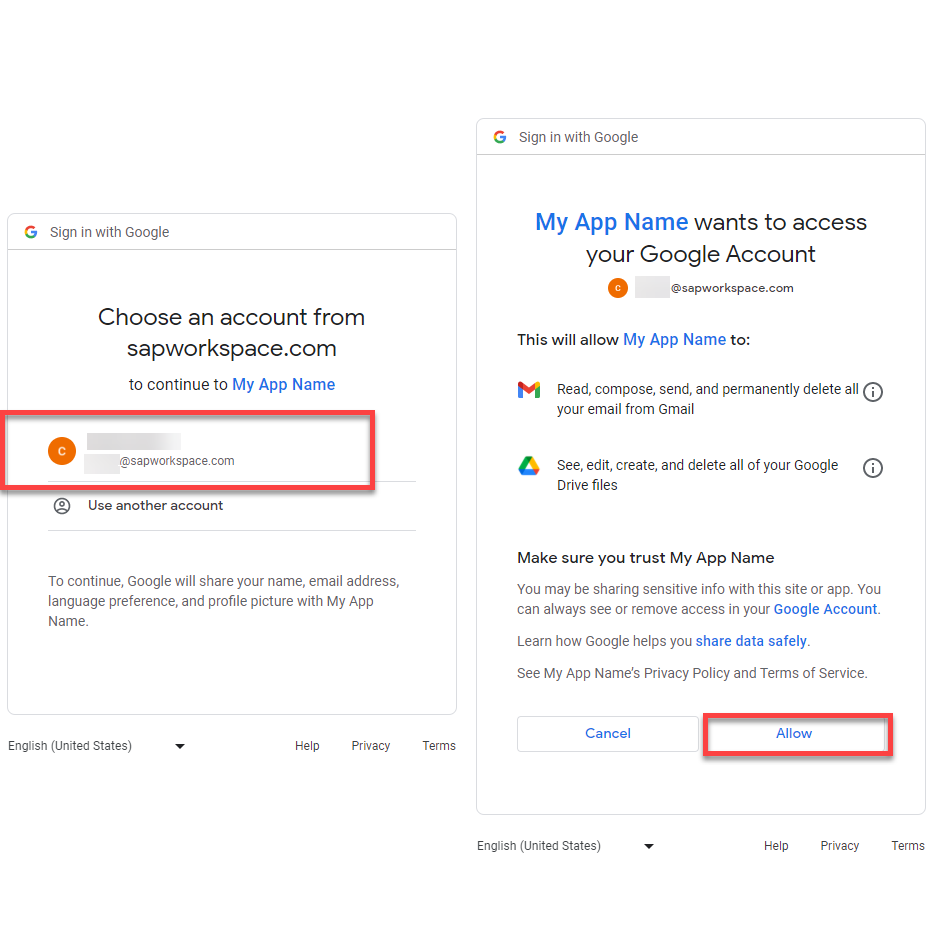 Sign in with Google
Choose an account from
sapworkspace.com
to continue to My App Name
C
@sapworkspace.com
Use another account
To continue, Google will share your name, email address,
language preference, and profile picture with My App
Name.
English (United States)
Help
Privacy
Terms
Sign in with Google
My App Name wants to access
your Google Account
C
@sapworkspace.com
This will allow My App Name to:
Read, compose, send, and permanently delete all
your email from Gmail
See, edit, create, and delete all of your Google
Drive files
Make sure you trust My App Name
You may be sharing sensitive info with this site or app. You
can always see or remove access in your Google Account.
Learn how Google helps you share data safely.
See My App Name’s Privacy Policy and Terms of Service.
Cancel
Allow
English (United States)
Help
Privacy
Terms